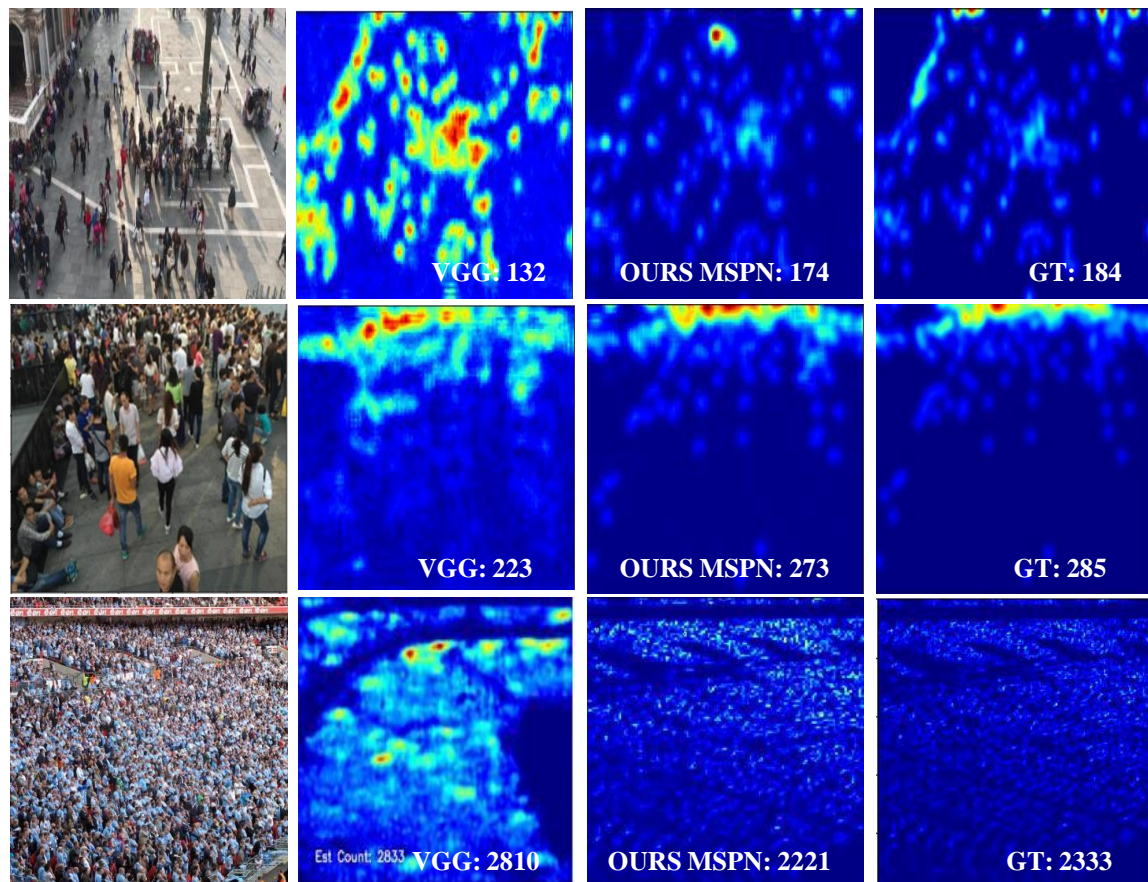 VGG: 132
OURS MSPN: 174
GT: 184
VGG: 223
OURS MSPN: 273
GT: 285
Est Count: 2833
VGG: 2810
OURS MSPN: 2221
GT: 2333